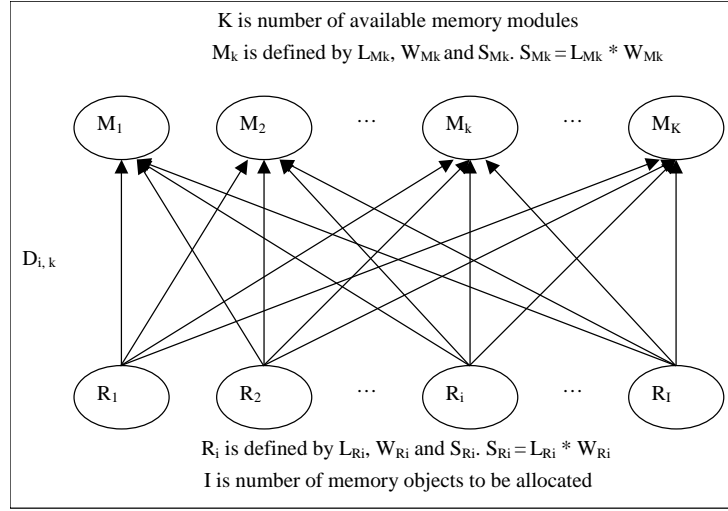 K is number of available memory modules
Mk is defined by LMk, WMk and SMk. SMk = LMk * WMk
M1 M2 ... Mk ... MK
Di, k
R1 R2 ... Ri ... RI
Ri is defined by LRi, WRi and SRi. SRi = LRi * WRi
I is number of memory objects to be allocated